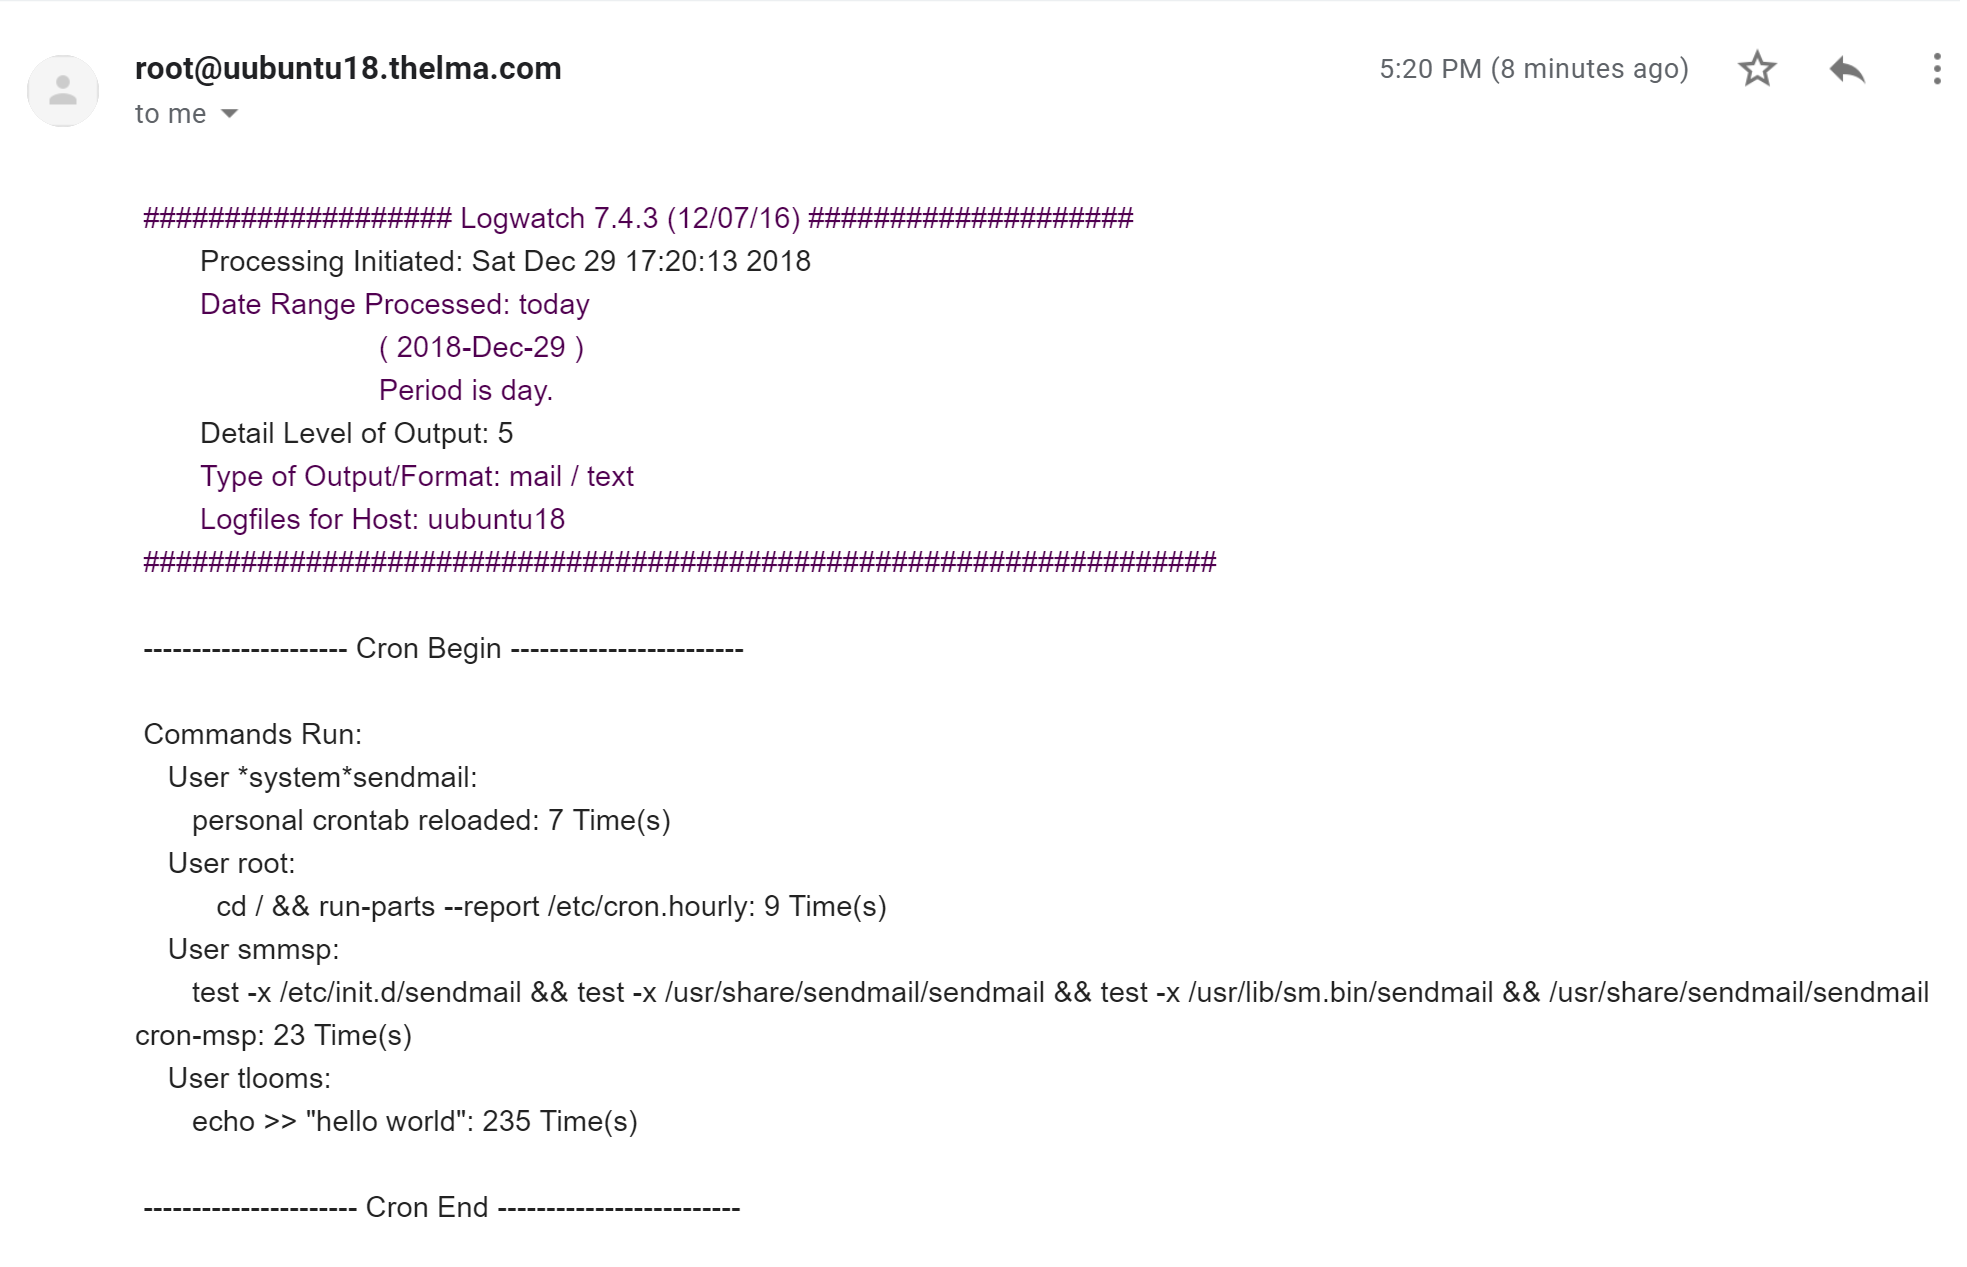 root@uubuntu18.thelma.com
5:20 PM (8 minutes ago)
to me
################### Logwatch 7.4.3 (12/07/16) ####################
Processing Initiated: Sat Dec 29 17:20:13 2018
Date Range Processed: today
( 2018-Dec-29 )
Period is day.
Detail Level of Output: 5
Type of Output/Format: mail / text
Logfiles for Host: uubuntu18
##################################################################
--------------------- Cron Begin ------------------------
Commands Run:
User *system*sendmail:
personal crontab reloaded: 7 Time(s)
User root:
cd / && run-parts --report /etc/cron.hourly: 9 Time(s)
User smmsp:
test -x /etc/init.d/sendmail && test -x /usr/share/sendmail/sendmail && test -x /usr/lib/sm.bin/sendmail && /usr/share/sendmail/sendmail
cron-msp: 23 Time(s)
User tlooms:
echo >> "hello world": 235 Time(s)
---------------------- Cron End -------------------------